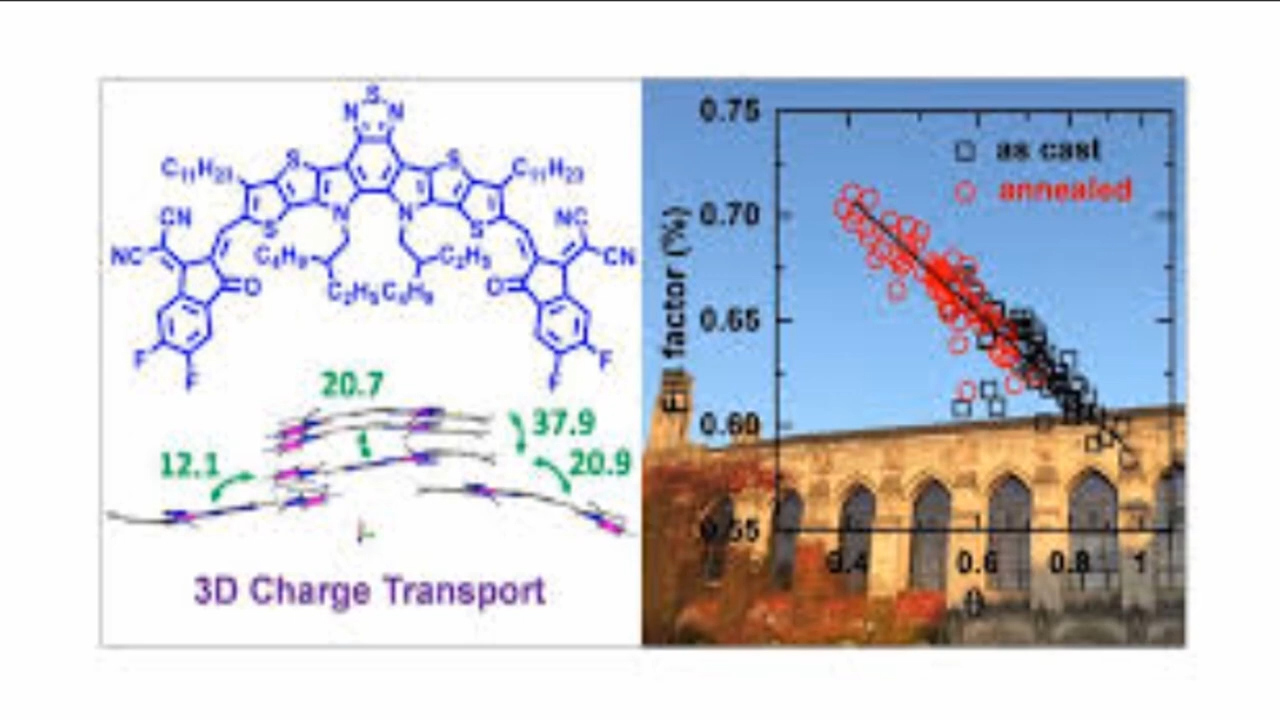 S
N N
C₁₁H₂₃ S S C₁₁H₂₃
CN N N NC
NC S S CN
C₄H₉ C₂H₅
O O
C₂H₅ C₄H₉
F F
F F
20.7
37.9
12.1
20.9
3D Charge Transport
0.75
as cast
annealed
0.70
Fill factor (%)
0.65
0.60
0.55
0.4 0.6 0.8 1
θ